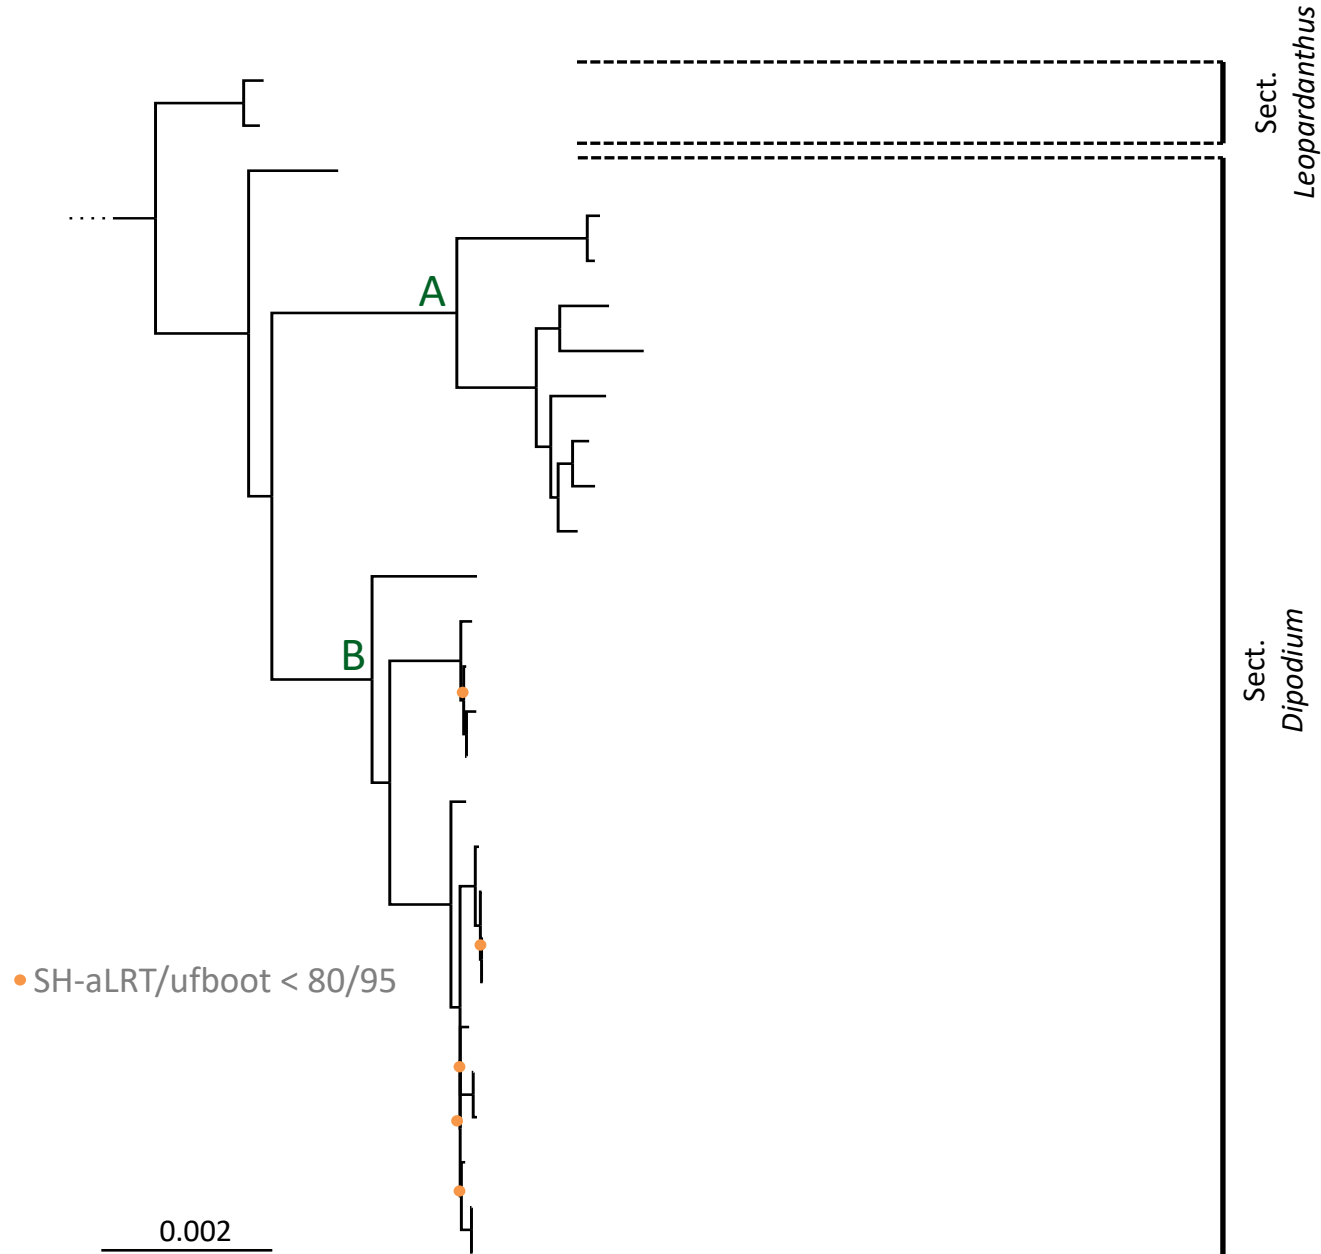 Sect.
Leopardanthus
A
B
Sect.
Dipodium
SH-aLRT/ufboot < 80/95
0.002